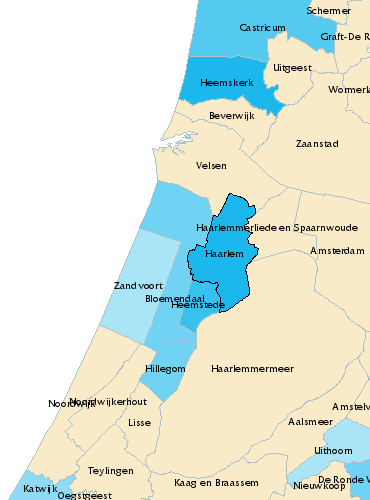 Schermer
Castricum
Graft-De R
Uitgeest
Heemskerk
Wormerla
Beverwijk
Zaanstad
Velsen
Haarlemmerliede en Spaarnwoude
Haarlem
Amsterdam
Zandvoort
Bloemendaal
Heemstede
Hillegom
Haarlemmermeer
Noordwijkerhout
Noordwijk
Amstelv
Lisse
Aalsmeer
Uithoorn
Teylingen
Katwijk
Kaag en Braassem
Nieuwkoop
De Ronde V
Oegstgeest